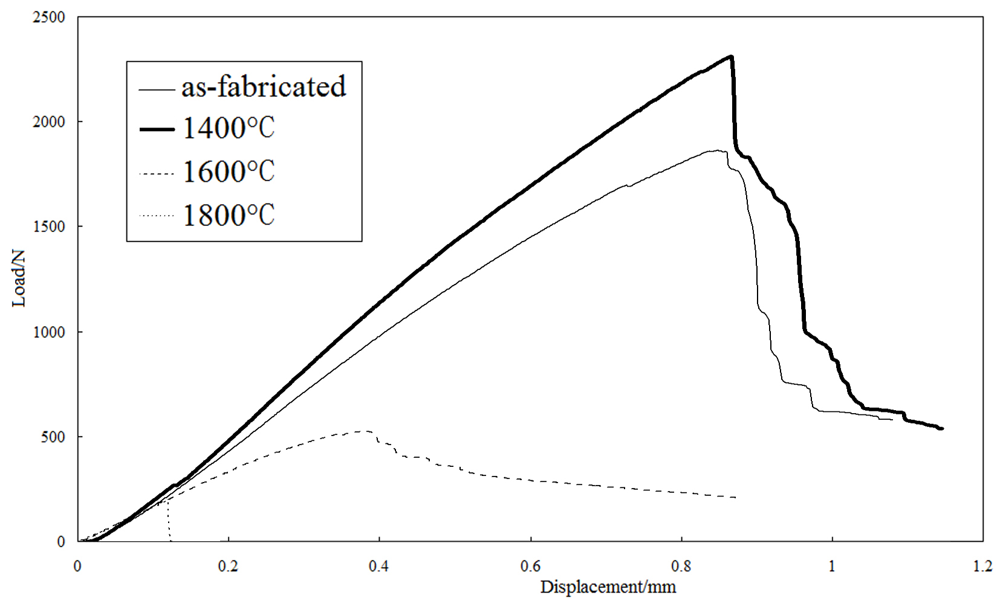 2500
2000
1500
1000
500
0
Load/N
as-fabricated
1400°C
1600°C
1800°C
0 0.2 0.4 0.6 0.8 1 1.2
Displacement/mm